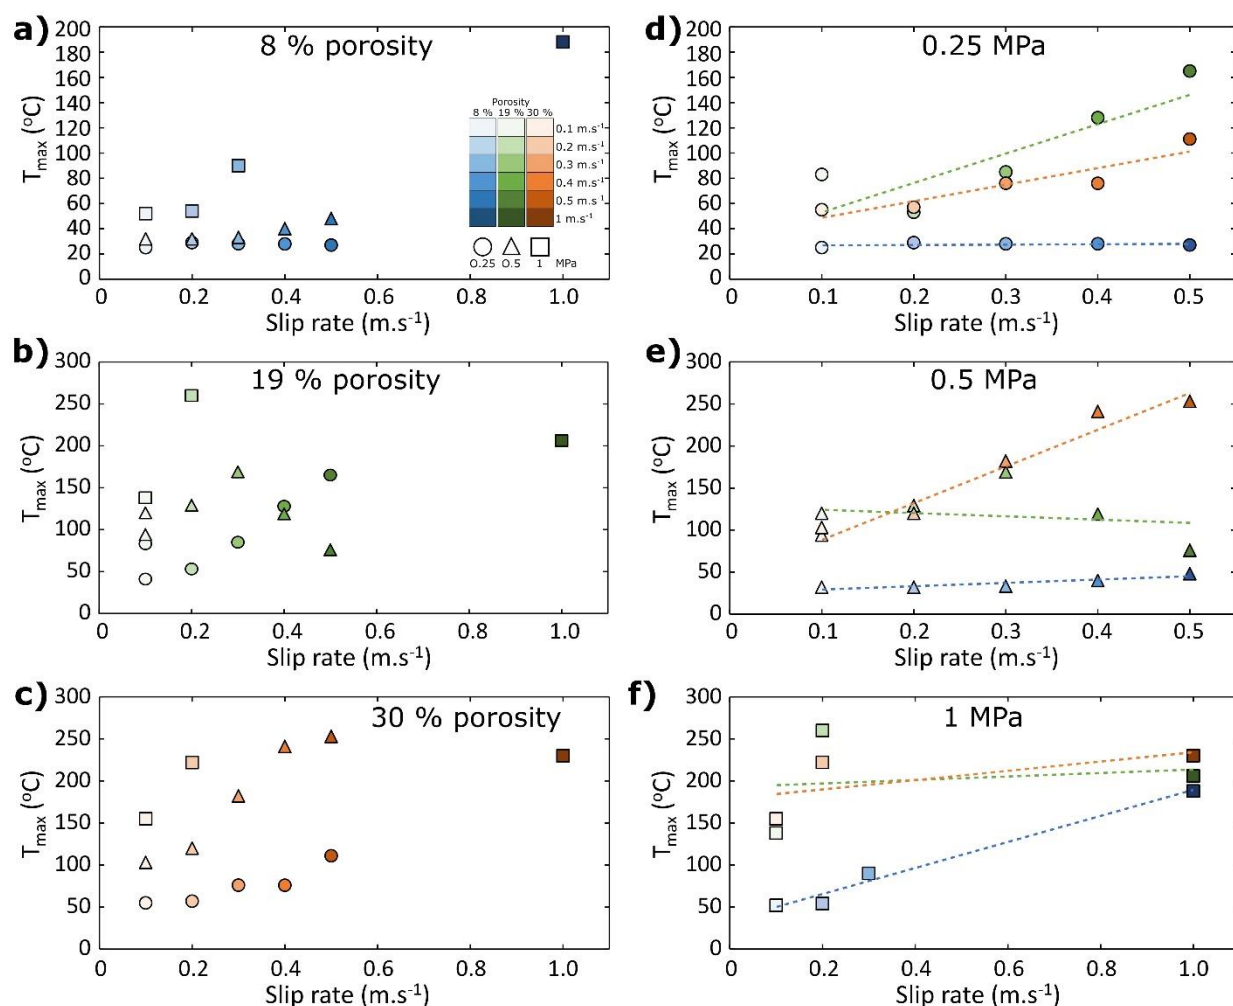 a)
8 % porosity
T_max (°C)
200
180
160
140
120
100
80
60
40
20
0
0 0.2 0.4 0.6 0.8 1.0
Slip rate (m.s⁻¹)
Porosity
8 % 19 % 30 %
0.1 m.s⁻¹
0.2 m.s⁻¹
0.3 m.s⁻¹
0.4 m.s⁻¹
0.5 m.s⁻¹
1 m.s⁻¹
0.25 0.5 1 MPa
d)
0.25 MPa
T_max (°C)
200
180
160
140
120
100
80
60
40
20
0
0 0.1 0.2 0.3 0.4 0.5
Slip rate (m.s⁻¹)
b)
19 % porosity
T_max (°C)
300
250
200
150
100
50
0
0 0.2 0.4 0.6 0.8 1.0
Slip rate (m.s⁻¹)
e)
0.5 MPa
T_max (°C)
300
250
200
150
100
50
0
0 0.1 0.2 0.3 0.4 0.5
Slip rate (m.s⁻¹)
c)
30 % porosity
T_max (°C)
300
250
200
150
100
50
0
0 0.2 0.4 0.6 0.8 1.0
Slip rate (m.s⁻¹)
f)
1 MPa
T_max (°C)
300
250
200
150
100
50
0
0 0.2 0.4 0.6 0.8 1.0
Slip rate (m.s⁻¹)